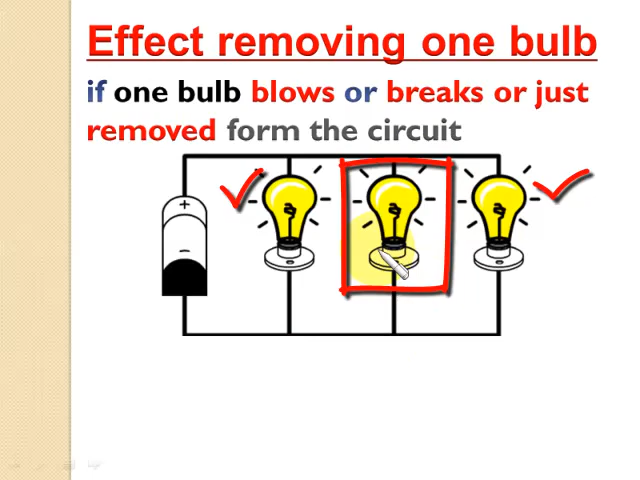 Effect removing one bulb
if one bulb blows or breaks or just
removed form the circuit
+
−